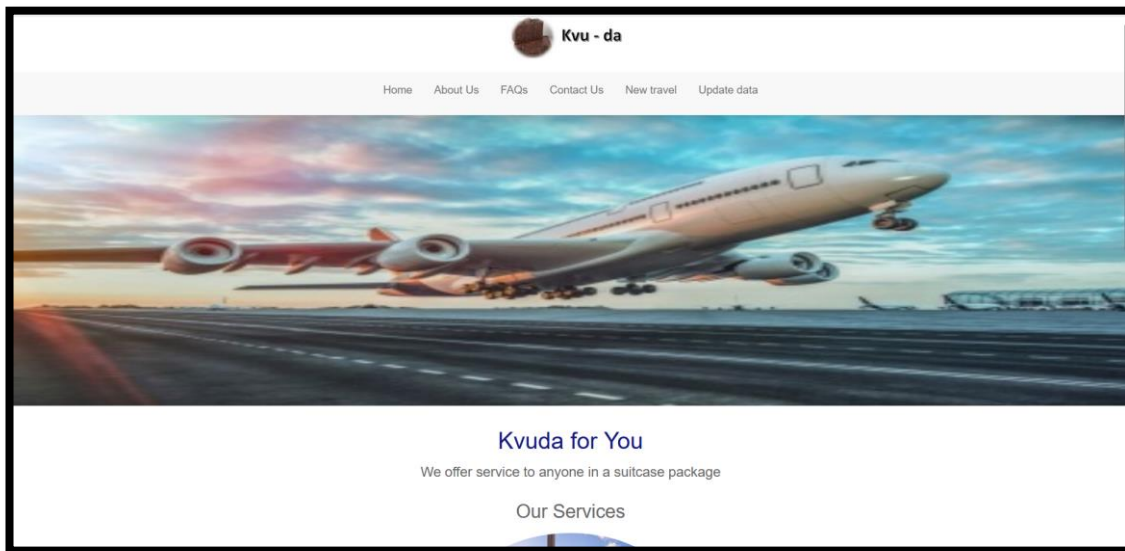 Kvu - da
Home About Us FAQs Contact Us New travel Update data
Kvuda for You
We offer service to anyone in a suitcase package
Our Services